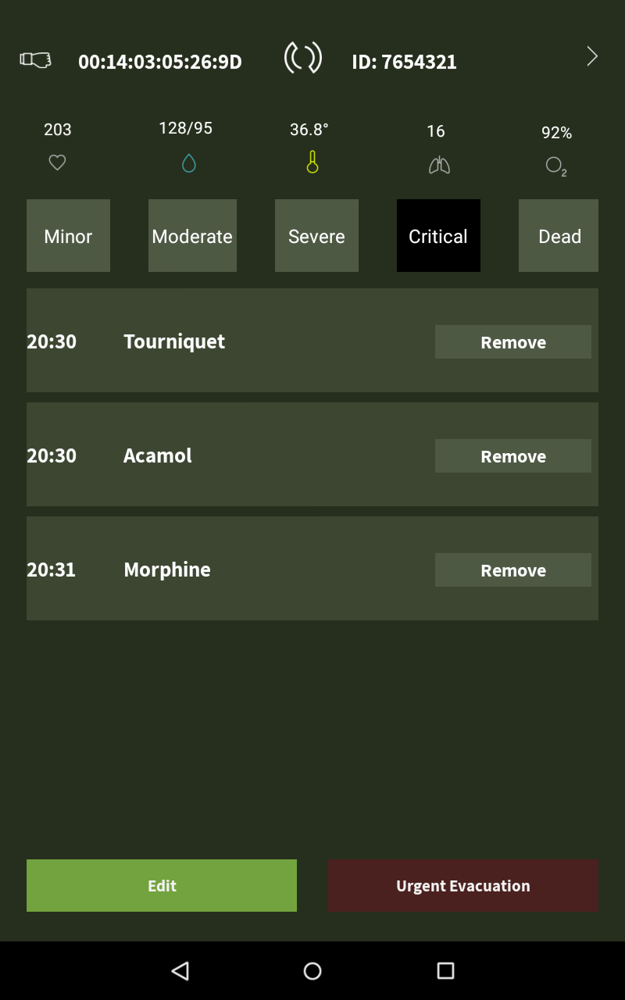 00:14:03:05:26:9D ID: 7654321
203 128/95 36.8° 16 92%
O2
Minor Moderate Severe Critical Dead
20:30 Tourniquet Remove
20:30 Acamol Remove
20:31 Morphine Remove
Edit Urgent Evacuation